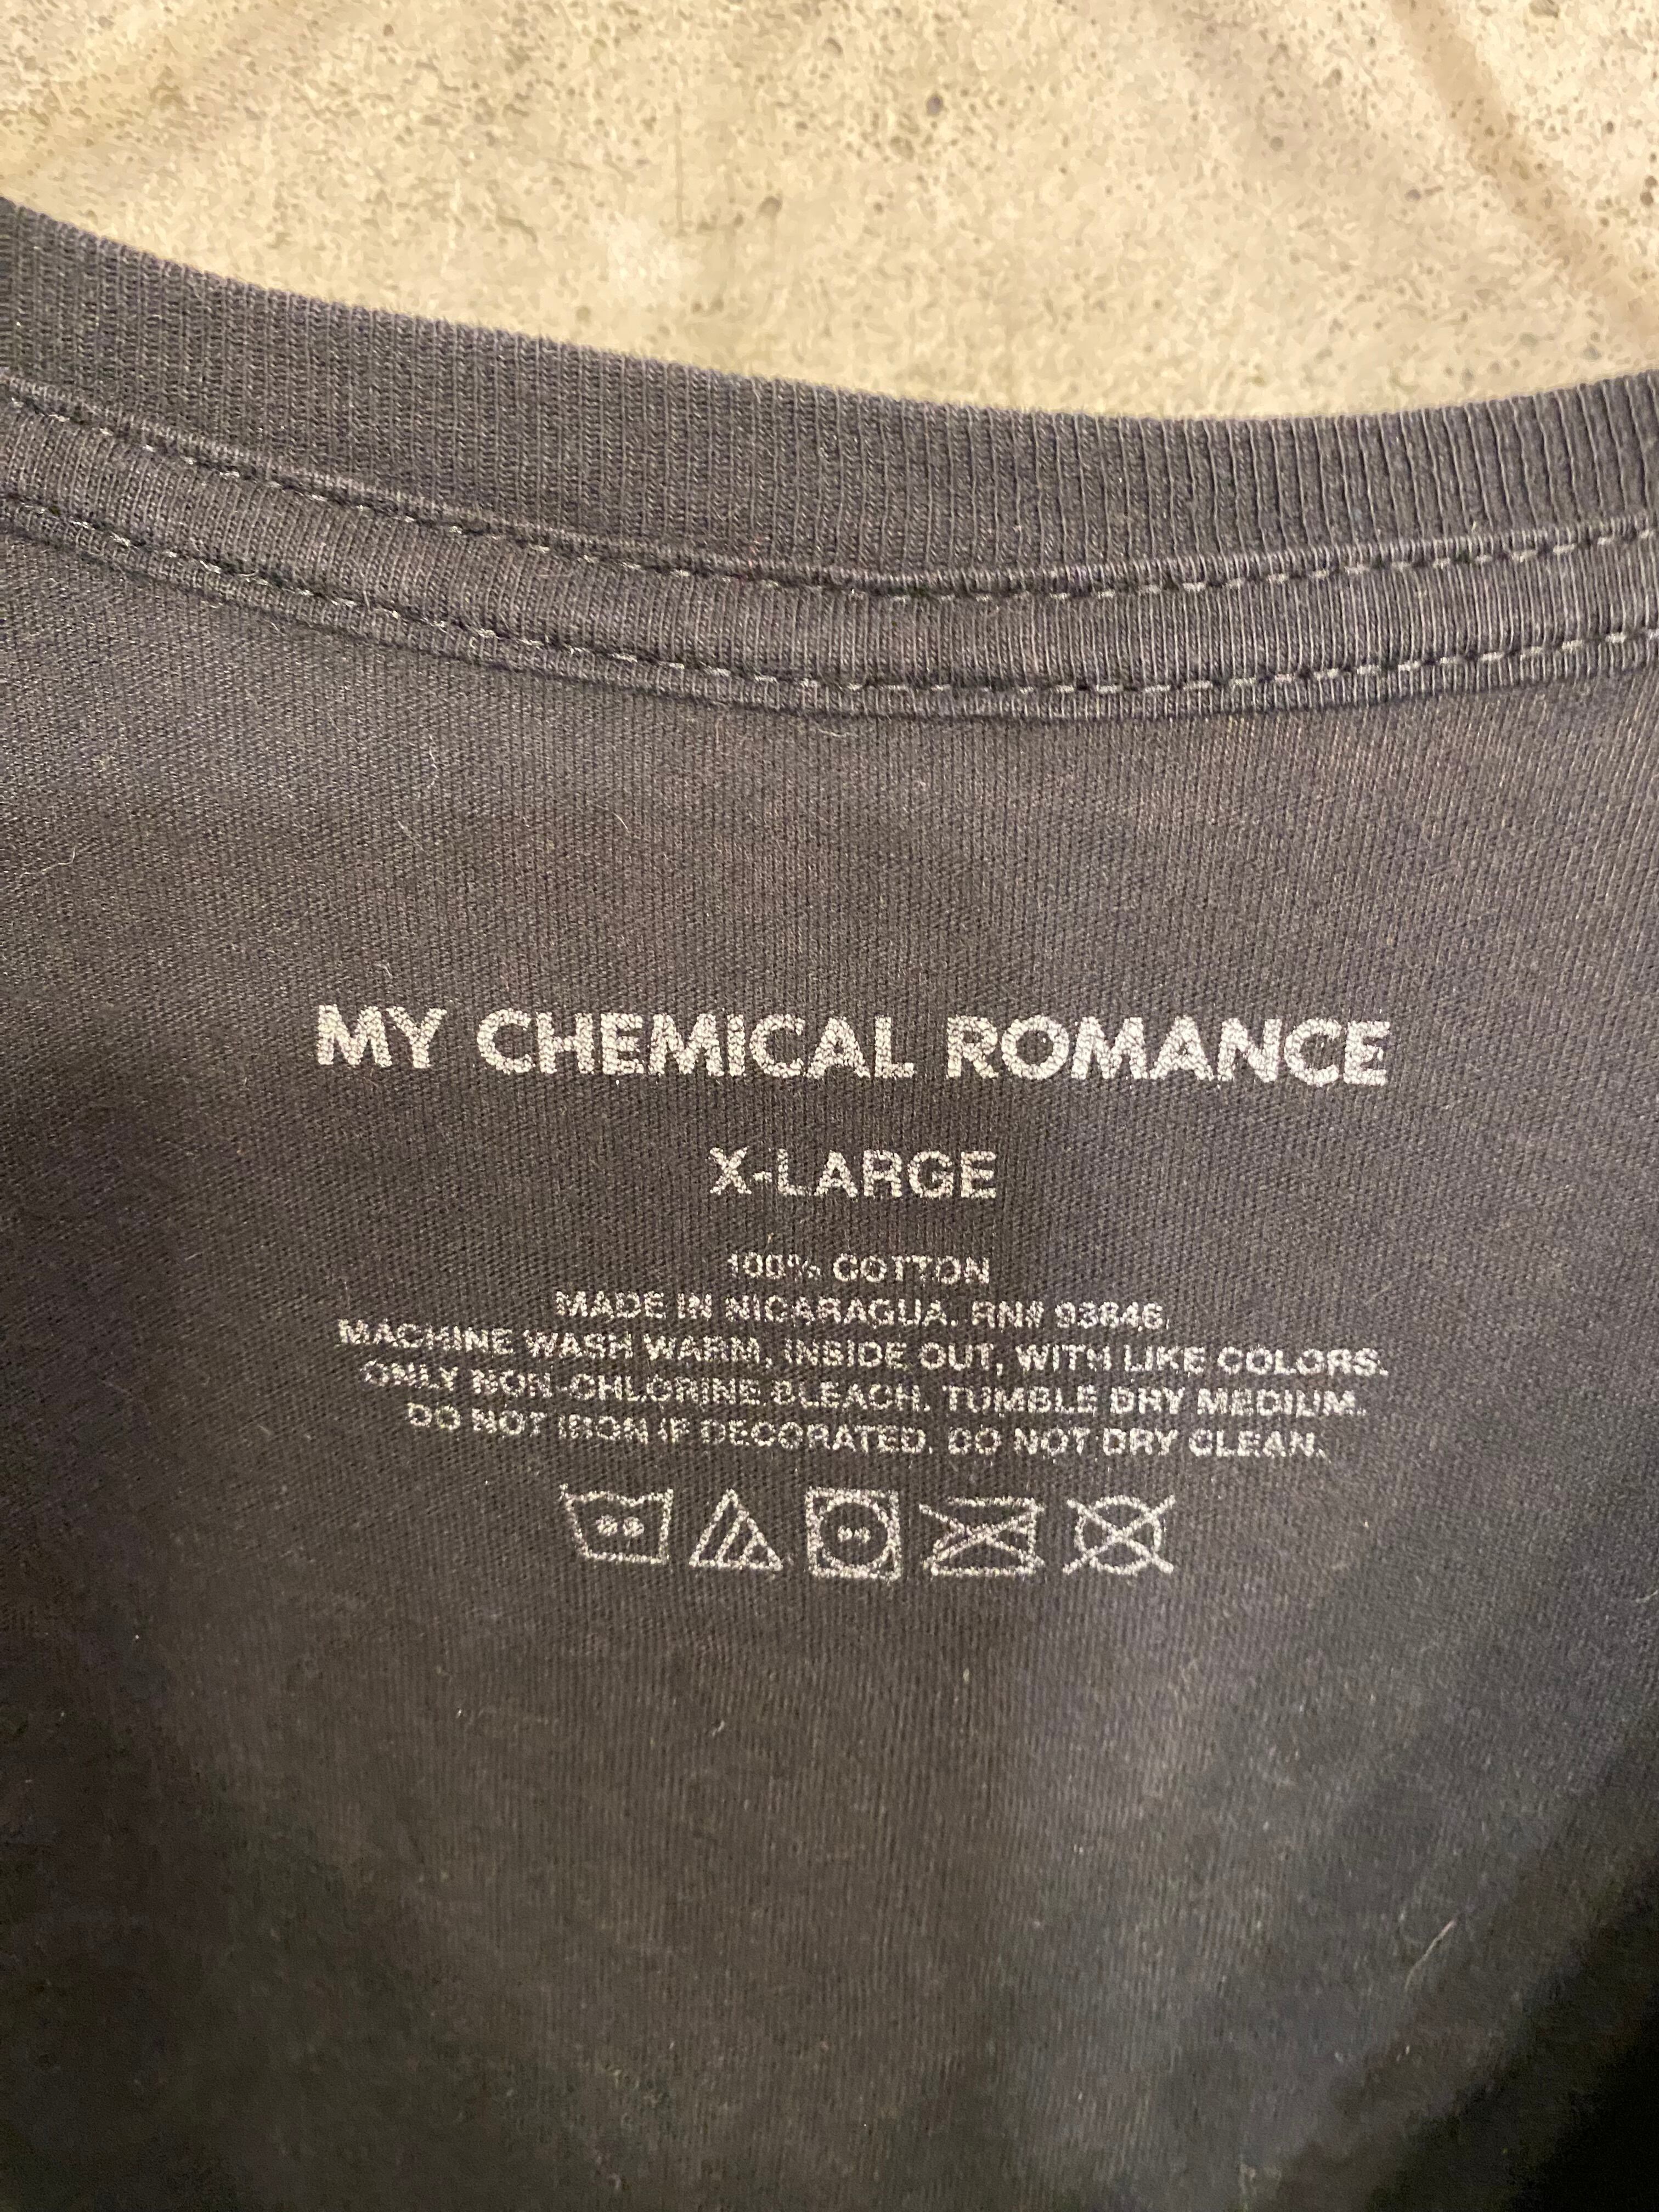 MY CHEMICAL ROMANCE
X-LARGE
100% COTTON
MADE IN NICARAGUA. RN# 93846.
MACHINE WASH WARM, INSIDE OUT, WITH LIKE COLORS.
ONLY NON-CHLORINE BLEACH. TUMBLE DRY MEDIUM.
DO NOT IRON IF DECORATED. DO NOT DRY CLEAN.